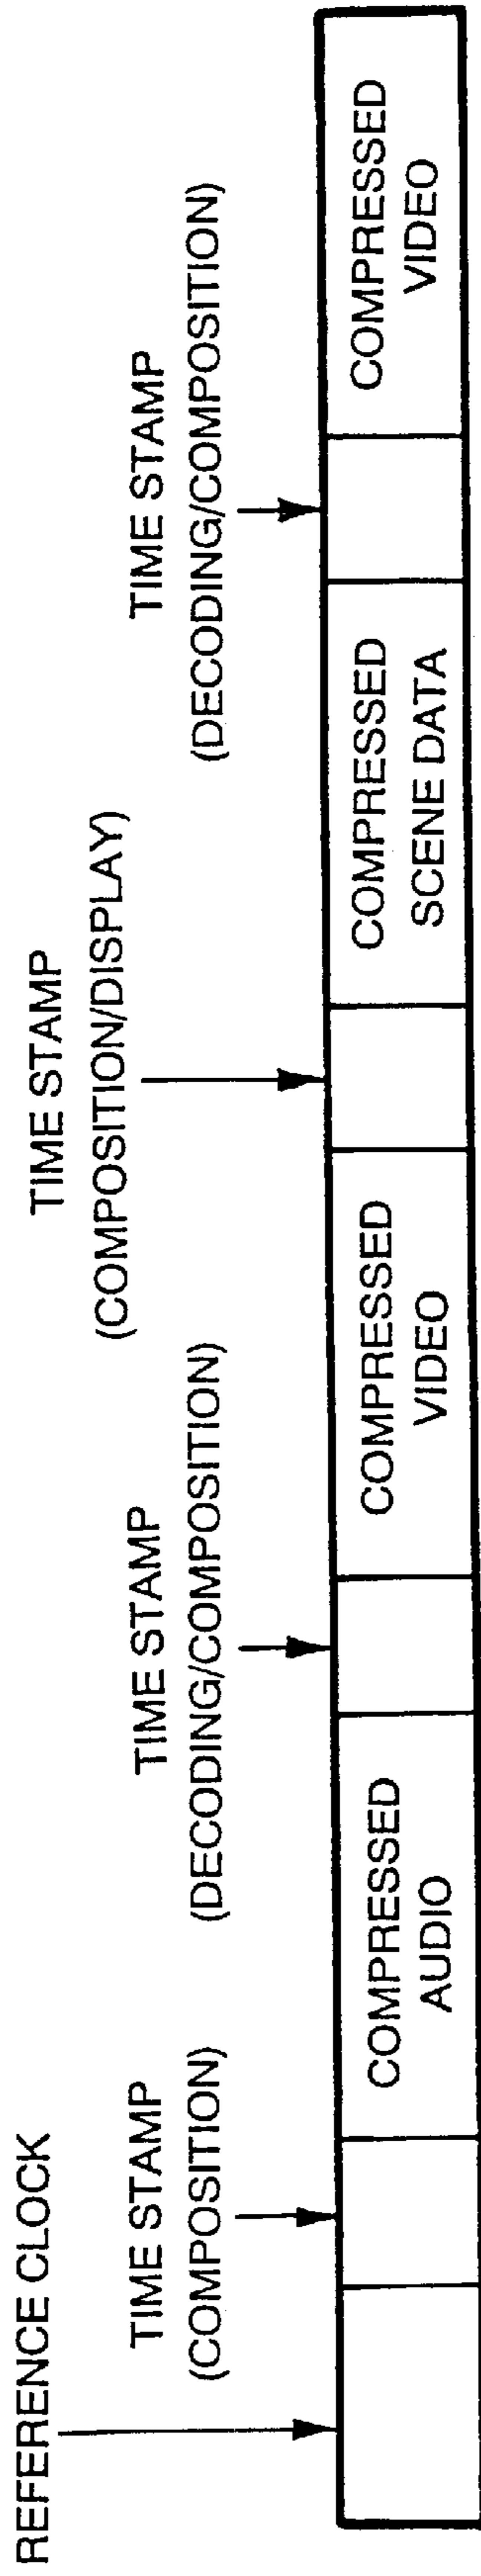 REFERENCE CLOCK
TIME STAMP
(COMPOSITION)
TIME STAMP
(DECODING/COMPOSITION)
TIME STAMP
(COMPOSITION/DISPLAY)
TIME STAMP
(DECODING/COMPOSITION)
COMPRESSED
AUDIO
COMPRESSED
VIDEO
COMPRESSED
SCENE DATA
COMPRESSED
VIDEO